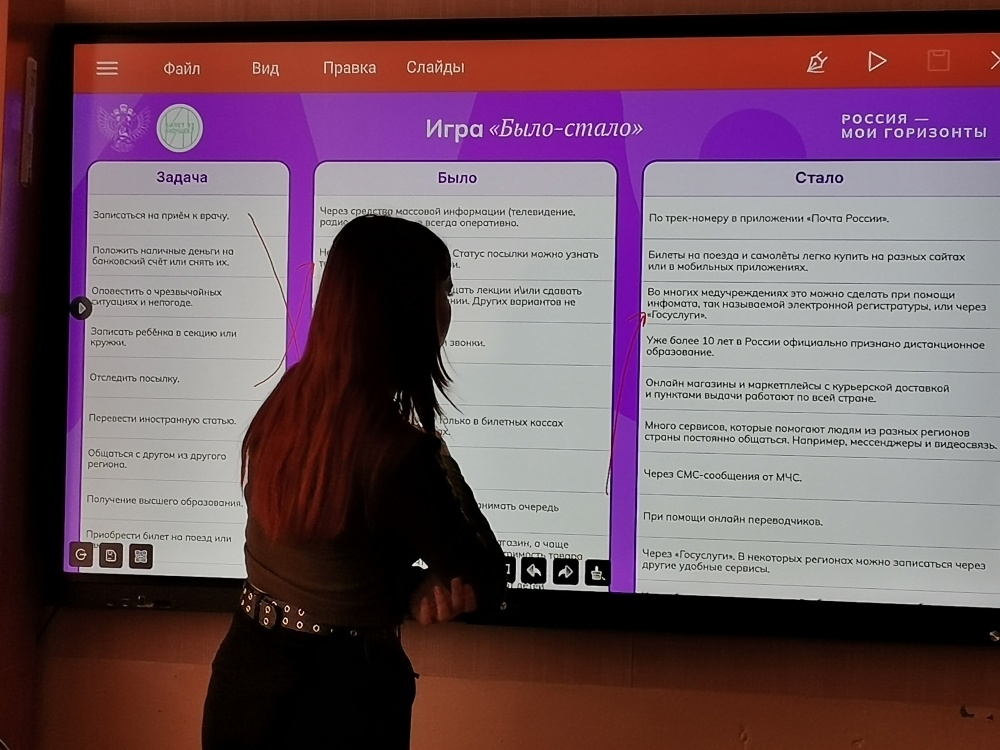 Файл Вид Правка Слайды
Игра «Было-стало»
РОССИЯ —
МОИ ГОРИЗОНТЫ
Задача
Записаться на приём к врачу.
Положить наличные деньги на
банковский счёт или снять их.
Оповестить о чрезвычайных
ситуациях и непогоде.
Записать ребёнка в секцию или
кружки.
Отследить посылку.
Перевести иностранную статью.
Общаться с другом из другого
региона.
Получение высшего образования.
Приобрести билет на поезд или
Было
Через средства массовой информации (телевидение,
всегда оперативно.
Статус посылки можно узнать
лекции и\или сдавать
Других вариантов не
звонки.
только в билетных кассах
очередь
а чаще
товара
Стало
По трек-номеру в приложении «Почта России».
Билеты на поезда и самолёты легко купить на разных сайтах
или в мобильных приложениях.
Во многих медучреждениях это можно сделать при помощи
инфомата, так называемой электронной регистратуры, или через
«Госуслуги».
Уже более 10 лет в России официально признано дистанционное
образование.
Онлайн магазины и маркетплейсы с курьерской доставкой
и пунктами выдачи работают по всей стране.
Много сервисов, которые помогают людям из разных регионов
страны постоянно общаться. Например, мессенджеры и видеосвязь.
Через СМС-сообщения от МЧС.
При помощи онлайн переводчиков.
Через «Госуслуги». В некоторых регионах можно записаться через
другие удобные сервисы.